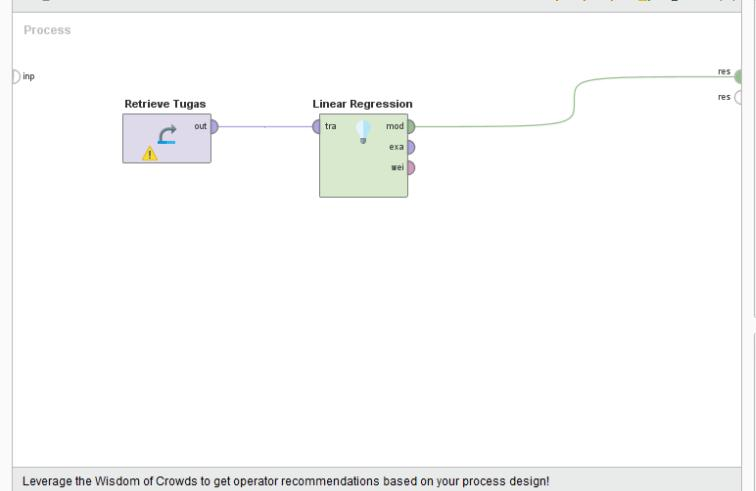 Process
inp
res
res
Retrieve Tugas
Linear Regression
out
tra
mod
exa
wei
Leverage the Wisdom of Crowds to get operator recommendations based on your process design!